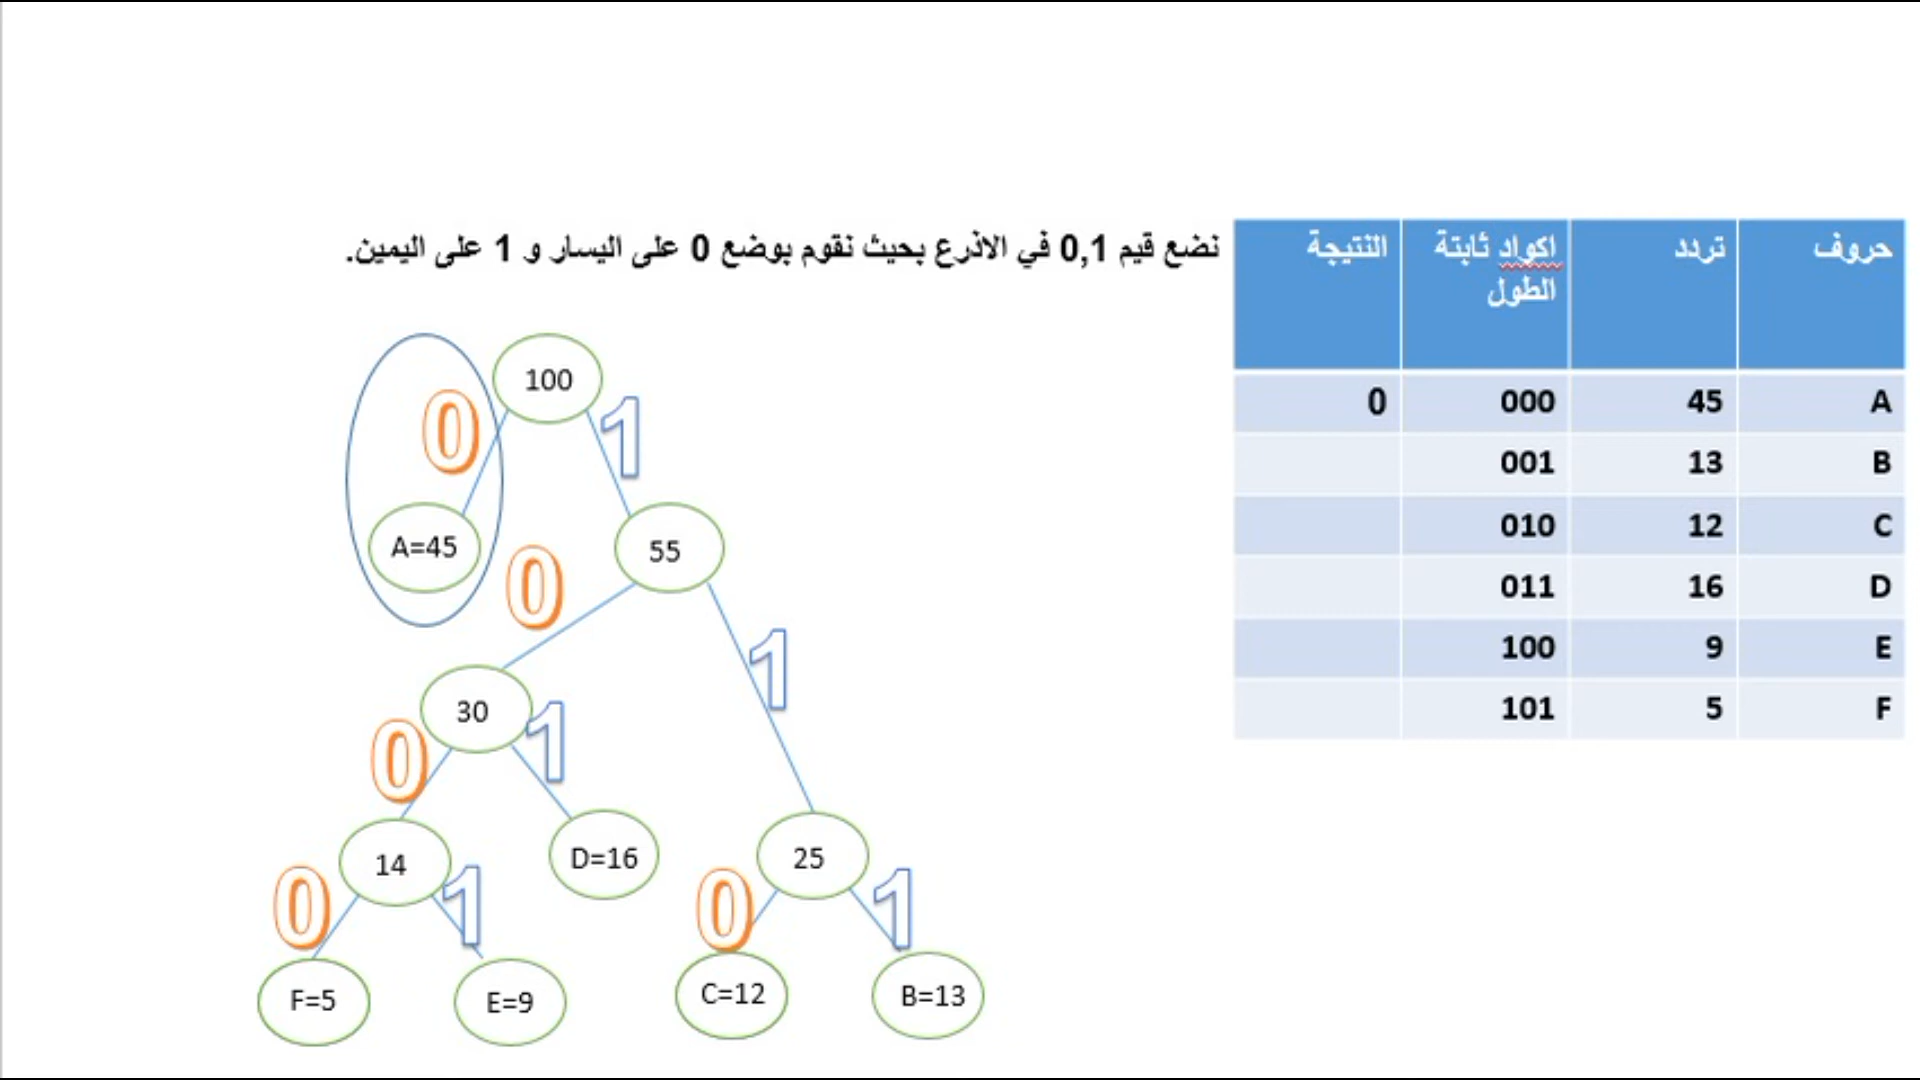 نضع قيم 0,1 في الاذرع بحيث نقوم بوضع 0 على اليسار و 1 على اليمين.
حروف تردد اكواد ثابتة الطول النتيجة
A 45 000 0
B 13 001
C 12 010
D 16 011
E 9 100
F 5 101
100
0 1
A=45
55
0 1
30
0 1
14
D=16
25
0 1 0 1
F=5
E=9
C=12
B=13